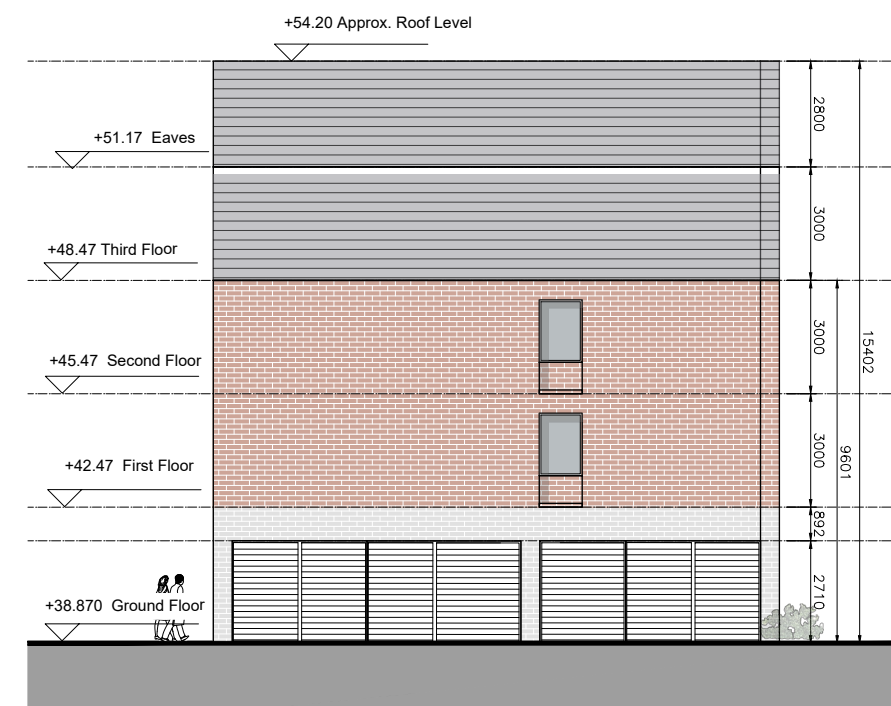 +54.20 Approx. Roof Level
+51.17 Eaves
2800
+48.47 Third Floor
3000
+45.47 Second Floor
3000
15402
+42.47 First Floor
3000
9601
892
+38.870 Ground Floor
2710